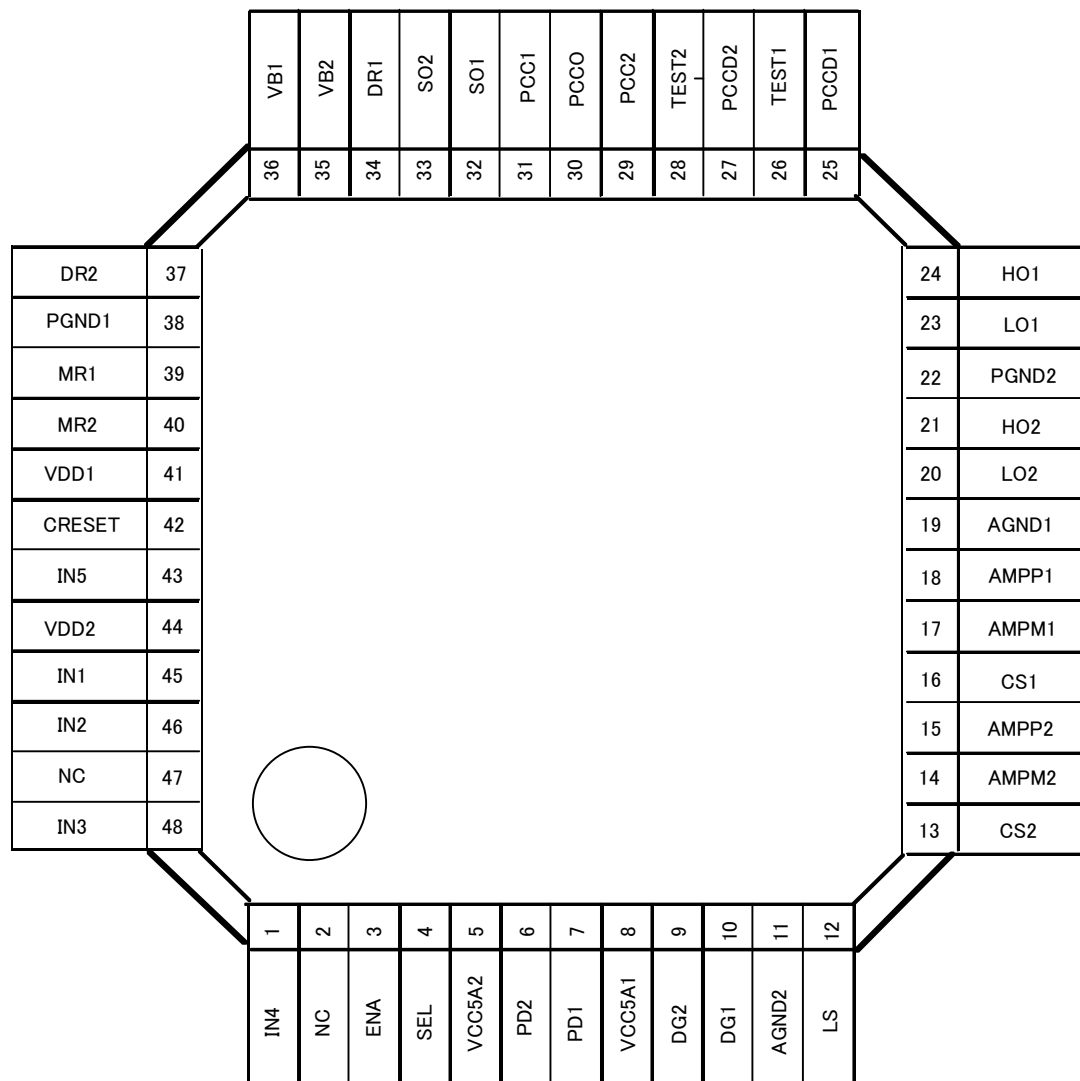 VB1 VB2 DR1 SO2 SO1 PCC1 PCCO PCC2 TEST2 PCCD2 TEST1 PCCD1
36 35 34 33 32 31 30 29 28 27 26 25
DR2 37 24 HO1
PGND1 38 23 LO1
MR1 39 22 PGND2
MR2 40 21 HO2
VDD1 41 20 LO2
CRESET 42 19 AGND1
IN5 43 18 AMPP1
VDD2 44 17 AMPM1
IN1 45 16 CS1
IN2 46 15 AMPP2
NC 47 14 AMPM2
IN3 48 13 CS2
1 2 3 4 5 6 7 8 9 10 11 12
IN4 NC ENA SEL VCC5A2 PD2 PD1 VCC5A1 DG2 DG1 AGND2 LS